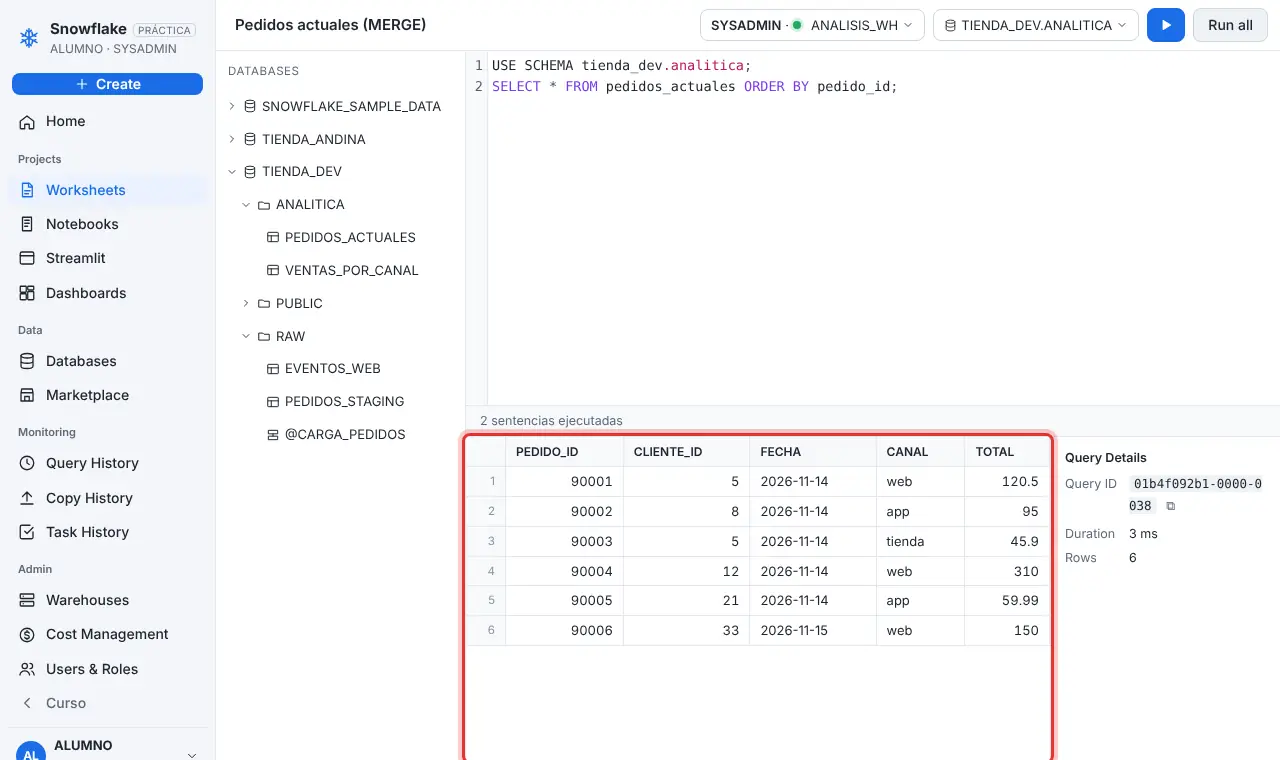 Snowflake PRÁCTICA
ALUMNO · SYSADMIN
+ Create
Home
Projects
Worksheets
Notebooks
Streamlit
Dashboards
Data
Databases
Marketplace
Monitoring
Query History
Copy History
Task History
Admin
Warehouses
Cost Management
Users & Roles
Curso
AL ALUMNO
Pedidos actuales (MERGE)
SYSADMIN · ANALISIS_WH
TIENDA_DEV.ANALITICA
Run all
DATABASES
SNOWFLAKE_SAMPLE_DATA
TIENDA_ANDINA
TIENDA_DEV
ANALITICA
PEDIDOS_ACTUALES
VENTAS_POR_CANAL
PUBLIC
RAW
EVENTOS_WEB
PEDIDOS_STAGING
@CARGA_PEDIDOS
1 USE SCHEMA tienda_dev.analitica;
2 SELECT * FROM pedidos_actuales ORDER BY pedido_id;
2 sentencias ejecutadas
PEDIDO_ID CLIENTE_ID FECHA CANAL TOTAL
1 90001 5 2026-11-14 web 120.5
2 90002 8 2026-11-14 app 95
3 90003 5 2026-11-14 tienda 45.9
4 90004 12 2026-11-14 web 310
5 90005 21 2026-11-14 app 59.99
6 90006 33 2026-11-15 web 150
Query Details
Query ID 01b4f092b1-0000-0
038
Duration 3 ms
Rows 6